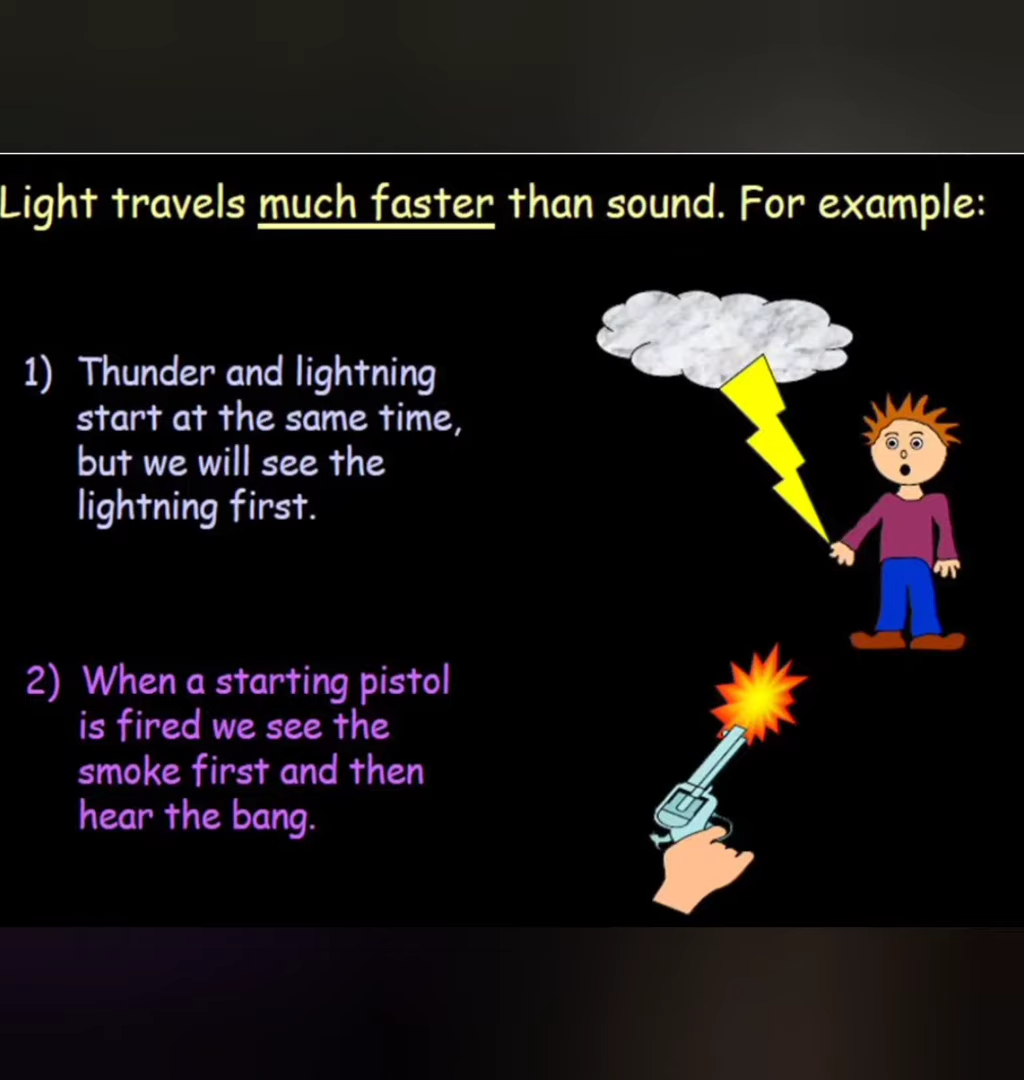 Light travels much faster than sound. For example:
1) Thunder and lightning
start at the same time,
but we will see the
lightning first.
2) When a starting pistol
is fired we see the
smoke first and then
hear the bang.